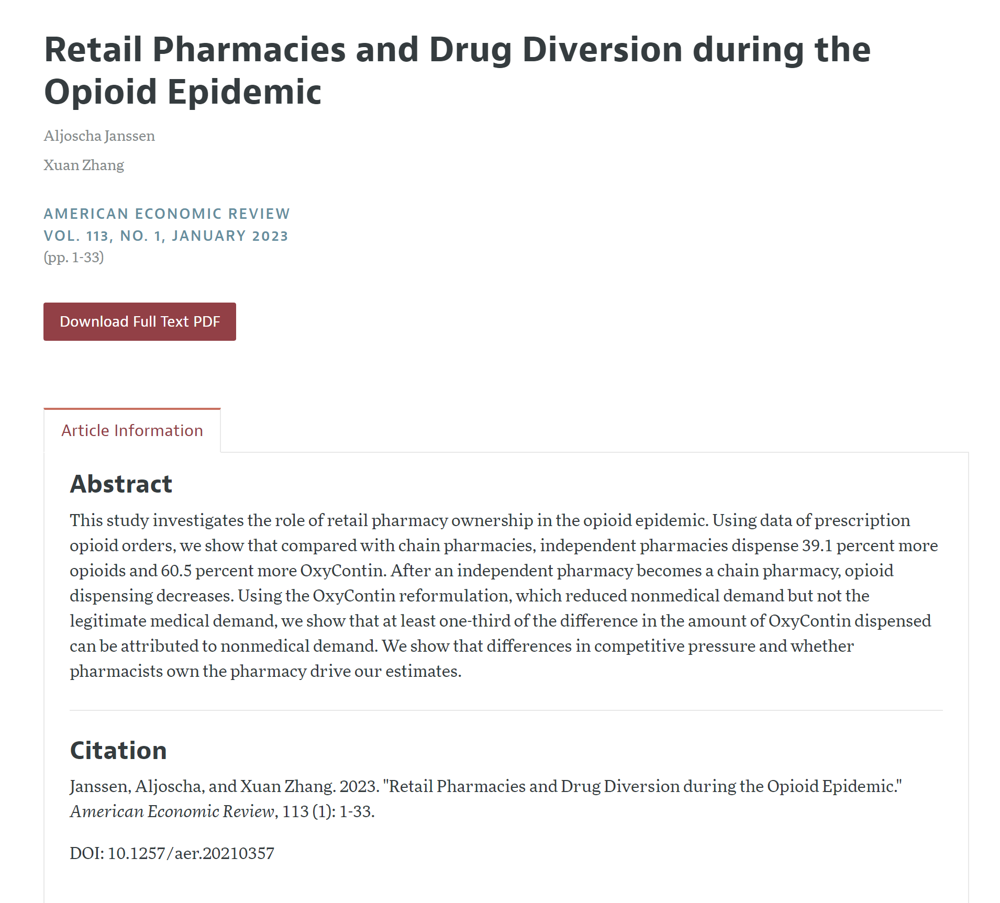 Retail Pharmacies and Drug Diversion during the
Opioid Epidemic
Aljoscha Janssen
Xuan Zhang
AMERICAN ECONOMIC REVIEW
VOL. 113, NO. 1, JANUARY 2023
(pp. 1-33)
Download Full Text PDF
Article Information
Abstract
This study investigates the role of retail pharmacy ownership in the opioid epidemic. Using data of prescription
opioid orders, we show that compared with chain pharmacies, independent pharmacies dispense 39.1 percent more
opioids and 60.5 percent more OxyContin. After an independent pharmacy becomes a chain pharmacy, opioid
dispensing decreases. Using the OxyContin reformulation, which reduced nonmedical demand but not the
legitimate medical demand, we show that at least one-third of the difference in the amount of OxyContin dispensed
can be attributed to nonmedical demand. We show that differences in competitive pressure and whether
pharmacists own the pharmacy drive our estimates.
Citation
Janssen, Aljoscha, and Xuan Zhang. 2023. "Retail Pharmacies and Drug Diversion during the Opioid Epidemic."
American Economic Review, 113 (1): 1-33.
DOI: 10.1257/aer.20210357